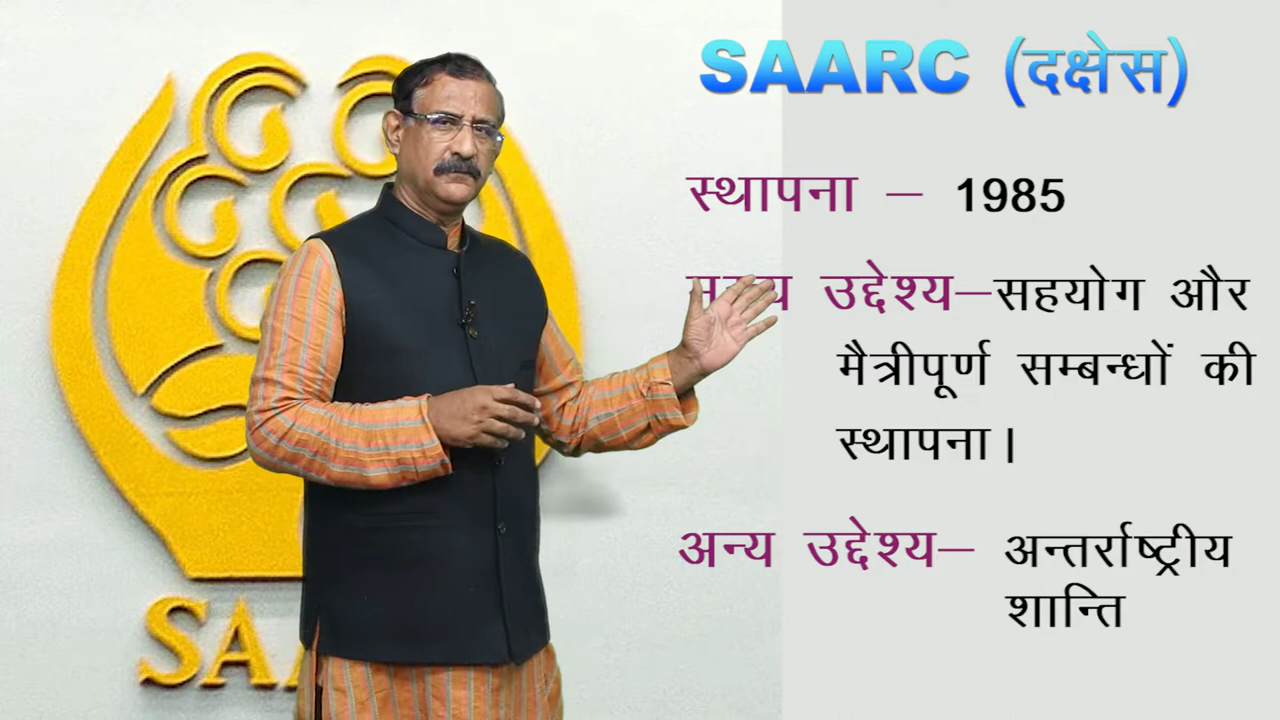 SAARC (दक्षेस)
स्थापना – 1985
उद्देश्य–सहयोग और
मैत्रीपूर्ण सम्बन्धों की
स्थापना।
अन्य उद्देश्य– अन्तर्राष्ट्रीय
शान्ति